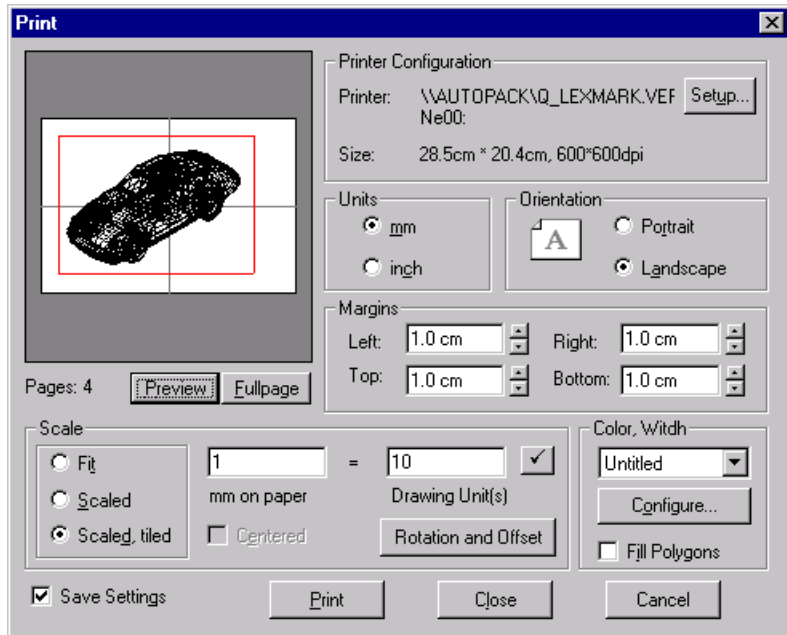 Print
Printer Configuration
Printer: \\AUTOPACK\Q_LEXMARK.VER Setup...
Ne00:
Size: 28.5cm * 20.4cm, 600*600dpi
Units
mm
inch
Orientation
A
Portrait
Landscape
Margins
Left: 1.0 cm Right: 1.0 cm
Top: 1.0 cm Bottom: 1.0 cm
Pages: 4 Preview Fullpage
Scale
Fit
Scaled
Scaled, tiled
1 = 10
mm on paper Drawing Unit(s)
Centered Rotation and Offset
Color, Witdh
Untitled
Configure...
Fill Polygons
Save Settings Print Close Cancel